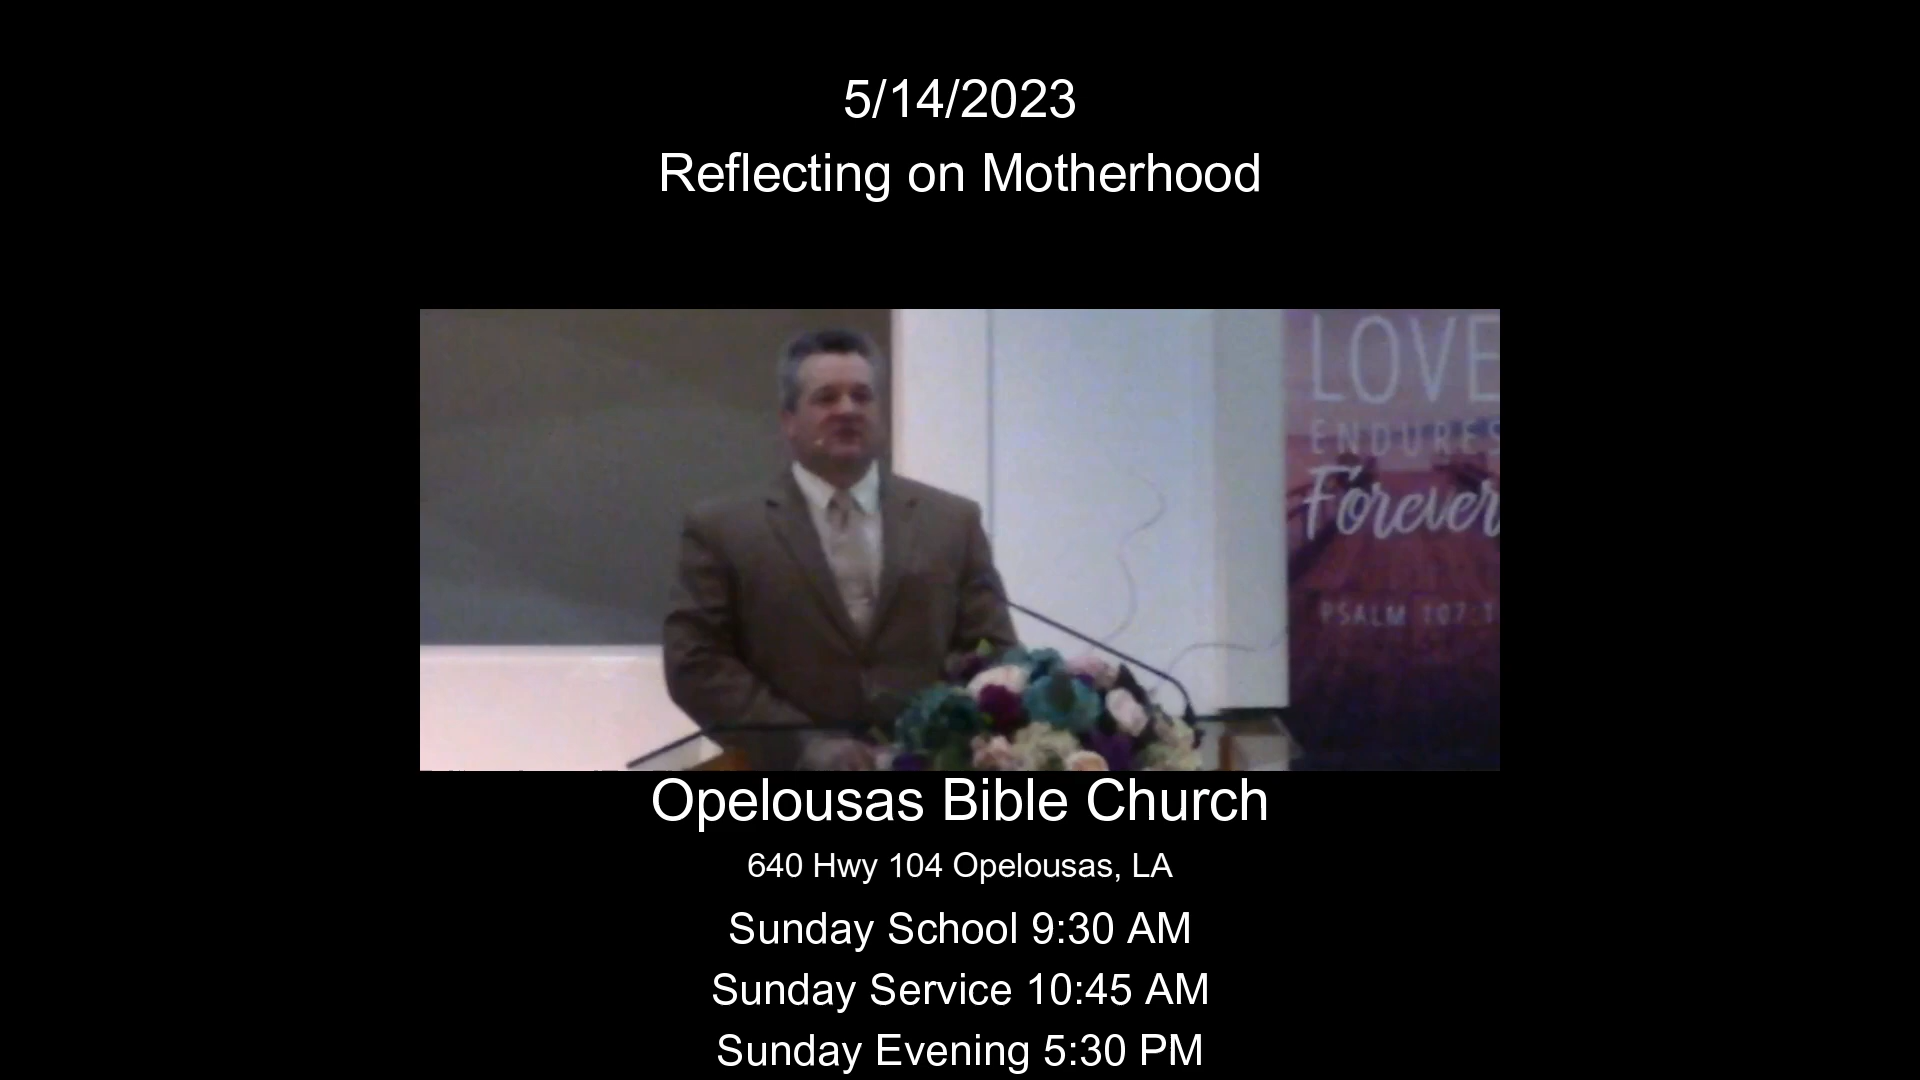 5/14/2023
Reflecting on Motherhood
LOVE
ENDURES
Forever
PSALM 107:1
Opelousas Bible Church
640 Hwy 104 Opelousas, LA
Sunday School 9:30 AM
Sunday Service 10:45 AM
Sunday Evening 5:30 PM